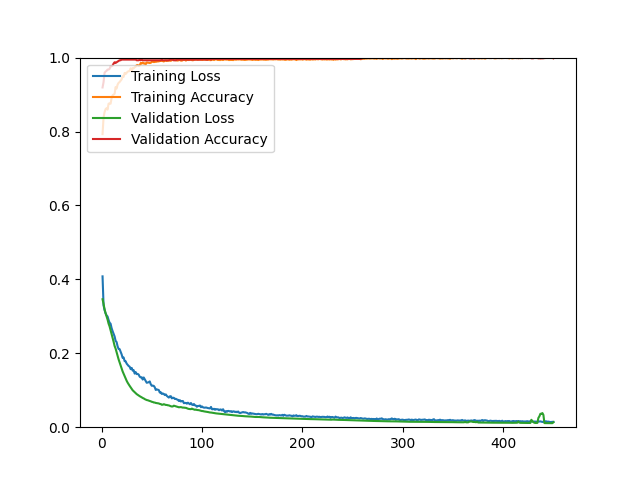 1.0
0.8
0.6
0.4
0.2
0.0
Training Loss
Training Accuracy
Validation Loss
Validation Accuracy
0 100 200 300 400